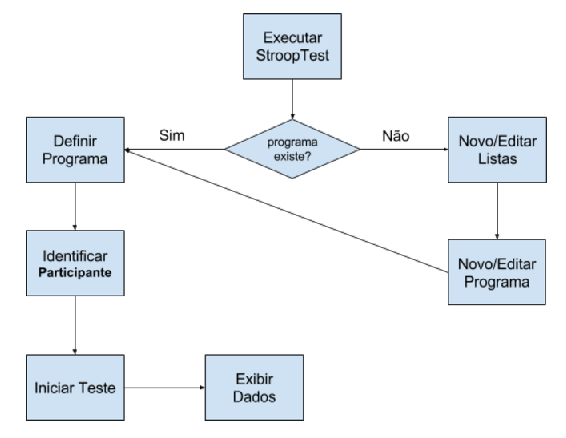 Executar
StroopTest
programa
existe?
Sim
Não
Definir
Programa
Novo/Editar
Listas
Identificar
Participante
Novo/Editar
Programa
Iniciar Teste
Exibir
Dados